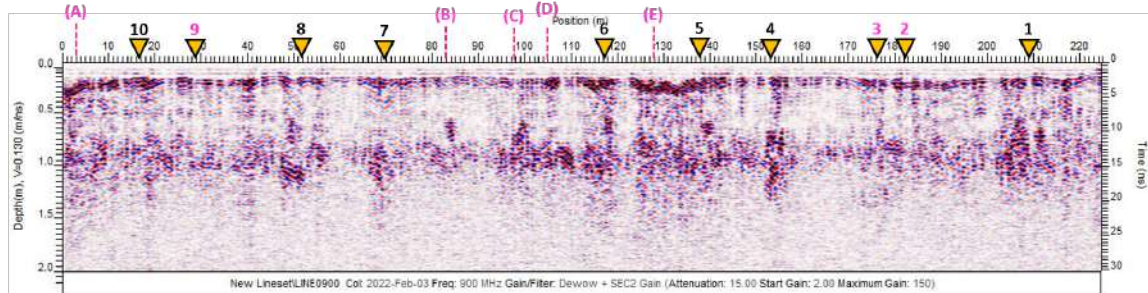 (A) (B) (C) (D) (E)
Position (m)
10 9 8 7 6 5 4 3 2 1
0 10 20 30 40 50 60 70 80 90 100 110 120 130 140 150 160 170 180 190 200 210 220
0.0 0
0.5 5
10
1.0 15
1.5 20
25
2.0 30
Depth(m), V=0.130 (m/ns)
Time (ns)
New Lineset\LINE0900 Col: 2022-Feb-03 Freq: 900 MHz Gain/Filter: Dewow + SEC2 Gain (Attenuation: 15.00 Start Gain: 2.00 Maximum Gain: 150)